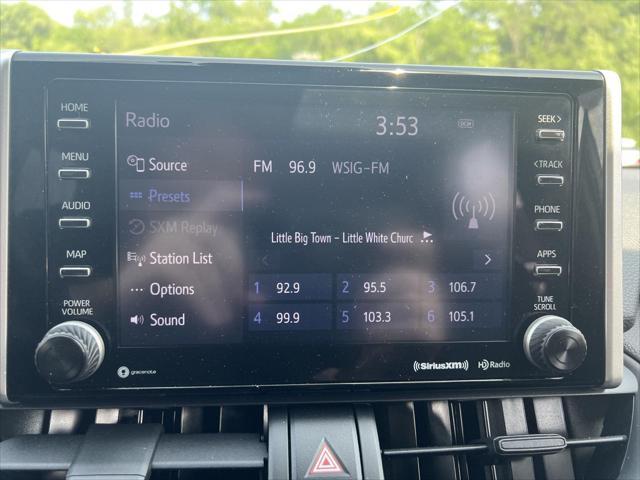 HOME
MENU
AUDIO
MAP
POWER
VOLUME
Radio
3:53
DCM
Source
Presets
SXM Replay
Station List
Options
Sound
FM 96.9 WSIG-FM
Little Big Town - Little White Churc
1 92.9
2 95.5
3 106.7
4 99.9
5 103.3
6 105.1
SEEK >
< TRACK
PHONE
APPS
TUNE
SCROLL
gracenote
((SiriusXM))
HD Radio